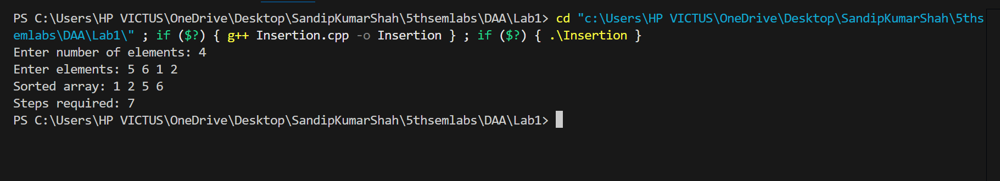 PS C:\Users\HP VICTUS\OneDrive\Desktop\SandipKumarShah\5thsemlabs\DAA\Lab1> cd "c:\Users\HP VICTUS\OneDrive\Desktop\SandipKumarShah\5ths
emlabs\DAA\Lab1\" ; if ($?) { g++ Insertion.cpp -o Insertion } ; if ($?) { .\Insertion }
Enter number of elements: 4
Enter elements: 5 6 1 2
Sorted array: 1 2 5 6
Steps required: 7
PS C:\Users\HP VICTUS\OneDrive\Desktop\SandipKumarShah\5thsemlabs\DAA\Lab1>